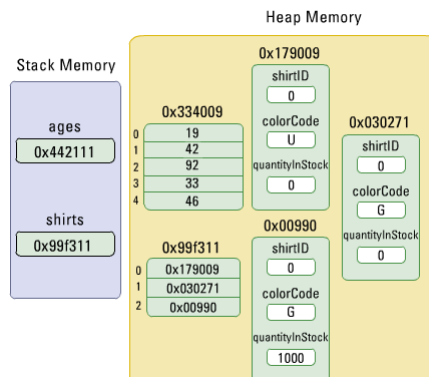 Heap Memory
Stack Memory
ages
0x442111
shirts
0x99f311
0x334009
0 19
1 42
2 92
3 33
4 46
0x99f311
0 0x179009
1 0x030271
2 0x00990
0x179009
shirtID
0
colorCode
U
quantityInStock
0
0x00990
shirtID
0
colorCode
G
quantityInStock
1000
0x030271
shirtID
0
colorCode
G
quantityInStock
0